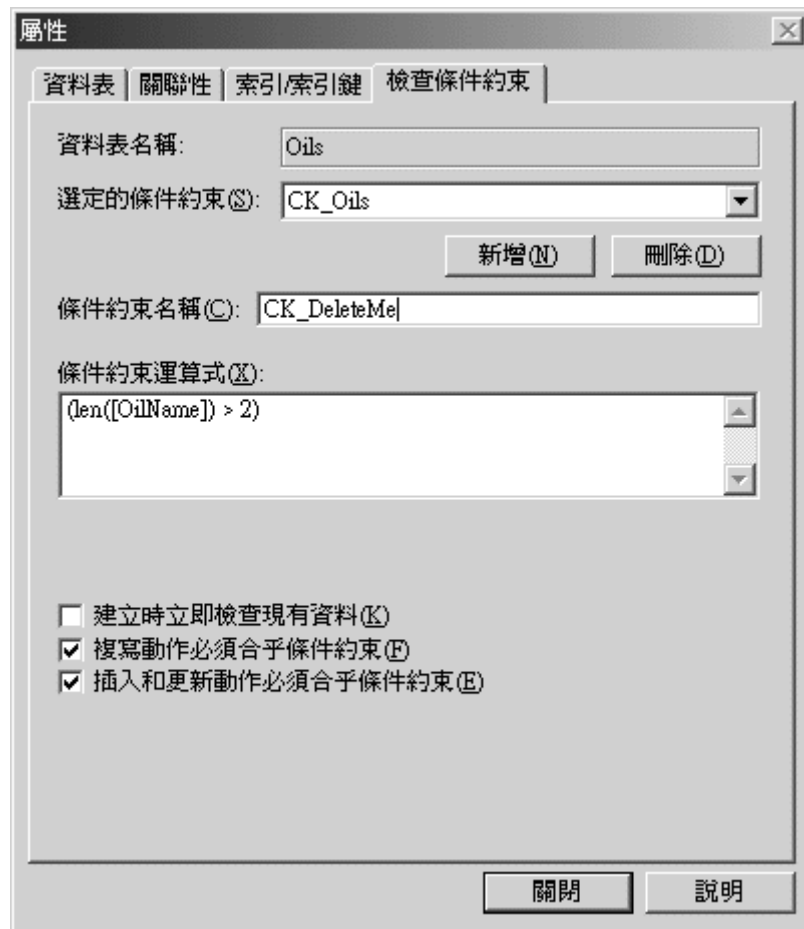 屬性
資料表 關聯性 索引/索引鍵 檢查條件約束
資料表名稱: Oils
選定的條件約束(S): CK_Oils
新增(N) 刪除(D)
條件約束名稱(C): CK_DeleteMe
條件約束運算式(X):
(len([OilName]) > 2)
建立時立即檢查現有資料(K)
複寫動作必須合乎條件約束(F)
插入和更新動作必須合乎條件約束(E)
關閉 說明